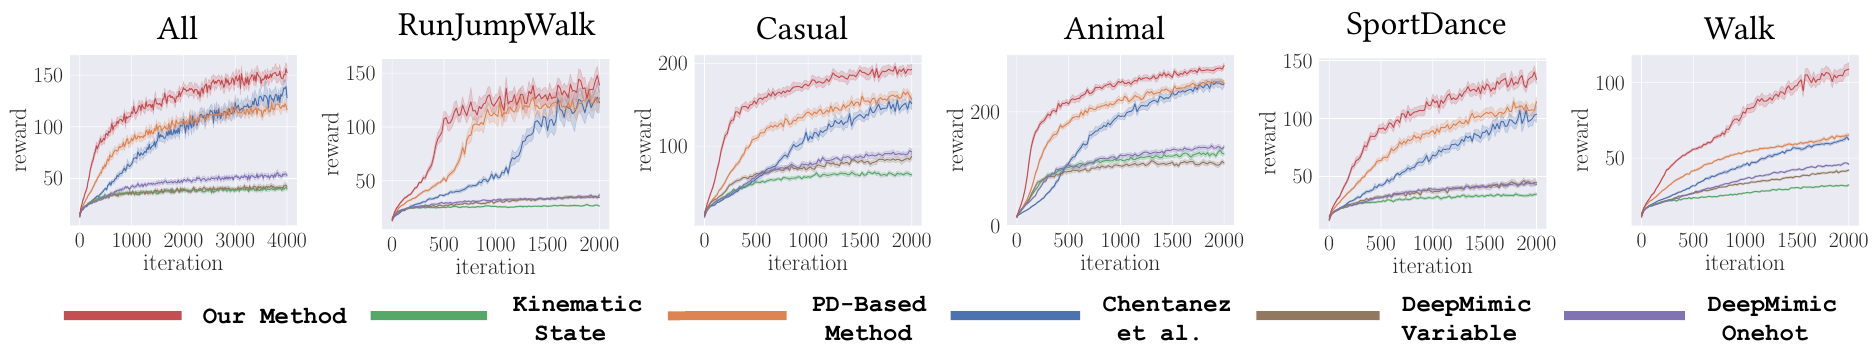 All
RunJumpWalk
Casual
Animal
SportDance
Walk
150
100
50
reward
0 1000 2000 3000 4000
iteration
150
100
50
reward
0 500 1000 1500 2000
iteration
200
100
reward
0 500 1000 1500 2000
iteration
200
0
reward
0 500 1000 1500 2000
iteration
150
100
50
reward
0 500 1000 1500 2000
iteration
100
50
reward
0 500 1000 1500 2000
iteration
Our Method
Kinematic
State
PD-Based
Method
Chentanez
et al.
DeepMimic
Variable
DeepMimic
Onehot